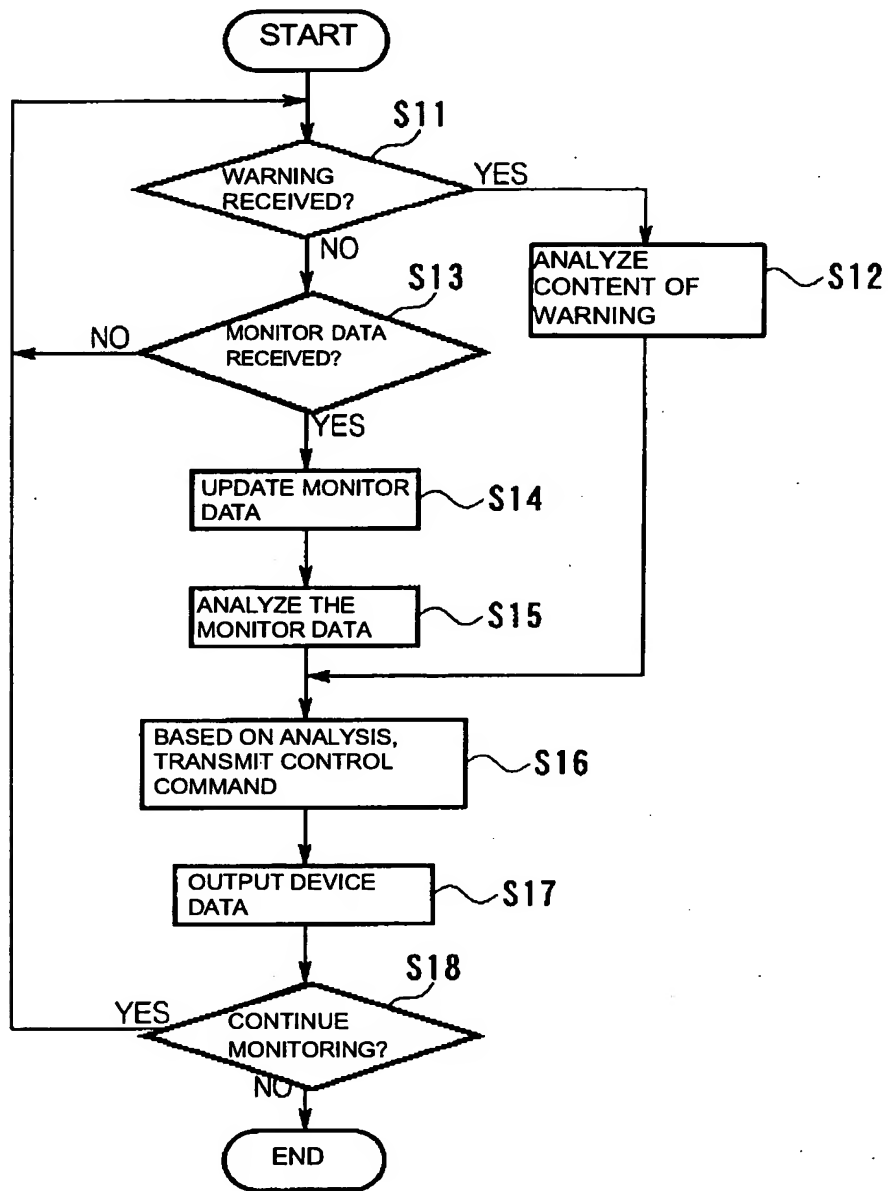 START
S11
WARNING
RECEIVED?
YES
NO
ANALYZE
CONTENT OF
WARNING
S12
S13
NO
MONITOR DATA
RECEIVED?
YES
UPDATE MONITOR
DATA
S14
ANALYZE THE
MONITOR DATA
S15
BASED ON ANALYSIS,
TRANSMIT CONTROL
COMMAND
S16
OUTPUT DEVICE
DATA
S17
S18
YES
CONTINUE
MONITORING?
NO
END